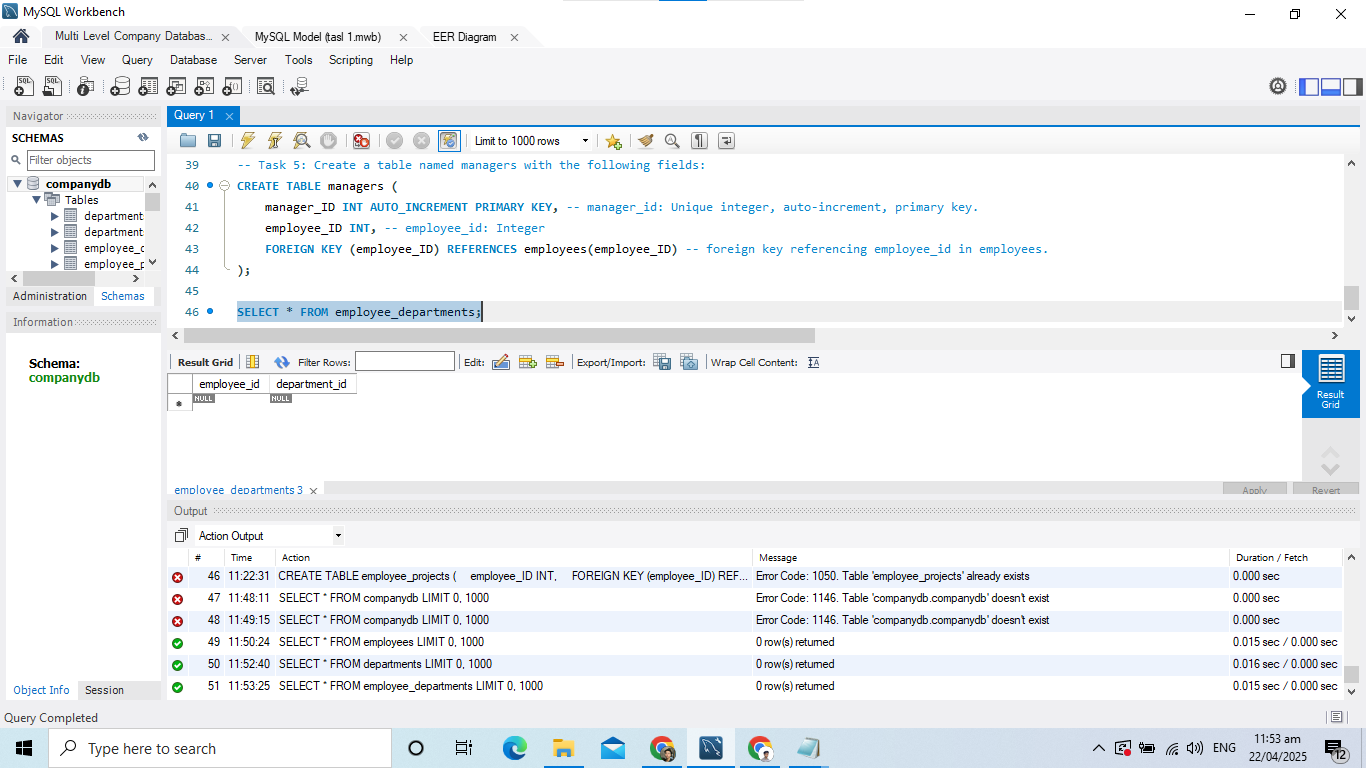 MySQL Workbench
Multi Level Company Databas...
MySQL Model (tasl 1.mwb)
EER Diagram
File Edit View Query Database Server Tools Scripting Help
Navigator
SCHEMAS
Filter objects
companydb
Tables
department
department
employee_c
employee_p
Administration Schemas
Information
Schema:
companydb
Object Info Session
Query 1
Limit to 1000 rows
39 -- Task 5: Create a table named managers with the following fields:
40 CREATE TABLE managers (
41 manager_ID INT AUTO_INCREMENT PRIMARY KEY, -- manager_id: Unique integer, auto-increment, primary key.
42 employee_ID INT, -- employee_id: Integer
43 FOREIGN KEY (employee_ID) REFERENCES employees(employee_ID) -- foreign key referencing employee_id in employees.
44 );
45
46 SELECT * FROM employee_departments;
Result Grid Filter Rows: Edit: Export/Import: Wrap Cell Content:
employee_id department_id
NULL NULL
Result
Grid
employee_departments 3
Apply Revert
Output
Action Output
# Time Action Message Duration / Fetch
46 11:22:31 CREATE TABLE employee_projects ( employee_ID INT, FOREIGN KEY (employee_ID) REF... Error Code: 1050. Table 'employee_projects' already exists 0.000 sec
47 11:48:11 SELECT * FROM companydb LIMIT 0, 1000 Error Code: 1146. Table 'companydb.companydb' doesn't exist 0.000 sec
48 11:49:15 SELECT * FROM companydb LIMIT 0, 1000 Error Code: 1146. Table 'companydb.companydb' doesn't exist 0.000 sec
49 11:50:24 SELECT * FROM employees LIMIT 0, 1000 0 row(s) returned 0.015 sec / 0.000 sec
50 11:52:40 SELECT * FROM departments LIMIT 0, 1000 0 row(s) returned 0.016 sec / 0.000 sec
51 11:53:25 SELECT * FROM employee_departments LIMIT 0, 1000 0 row(s) returned 0.015 sec / 0.000 sec
Query Completed
Type here to search
ENG
11:53 am
22/04/2025
12